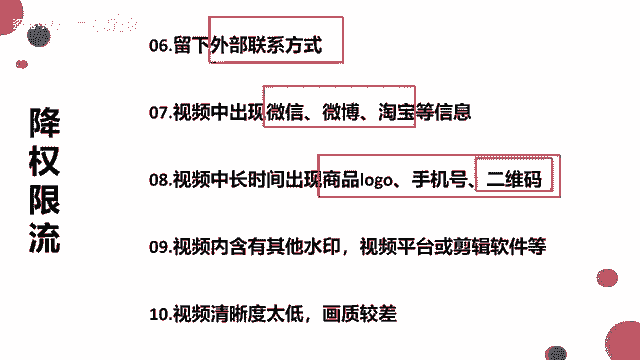 降权限流
06.留下外部联系方式
07.视频中出现微信、微博、淘宝等信息
08.视频中长时间出现商品logo、手机号、二维码
09.视频内含有其他水印，视频平台或剪辑软件等
10.视频清晰度太低，画质较差